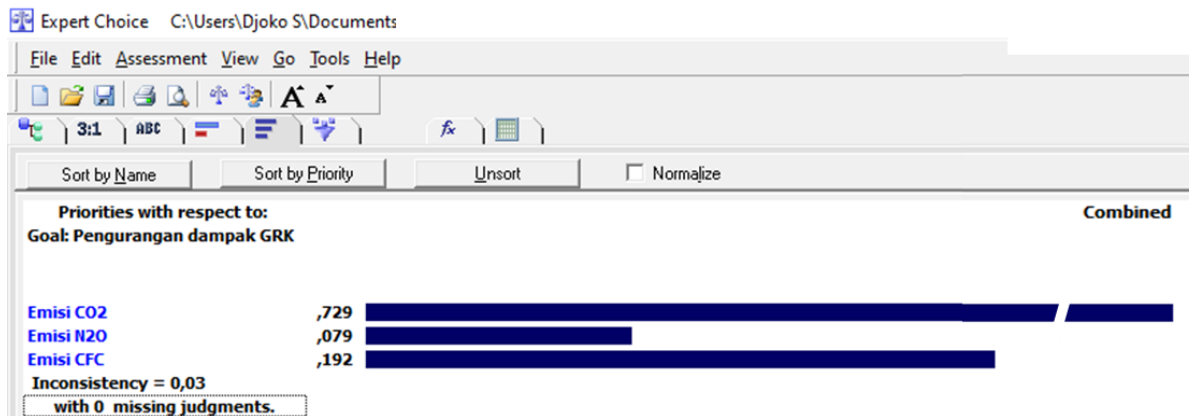 Expert Choice C:\Users\Djoko S\Documents
File Edit Assessment View Go Tools Help
A A
3:1 ABC fx
Sort by Name Sort by Priority Unsort Normalize
Priorities with respect to: Combined
Goal: Pengurangan dampak GRK
Emisi CO2 ,729
Emisi N2O ,079
Emisi CFC ,192
Inconsistency = 0,03
with 0 missing judgments.